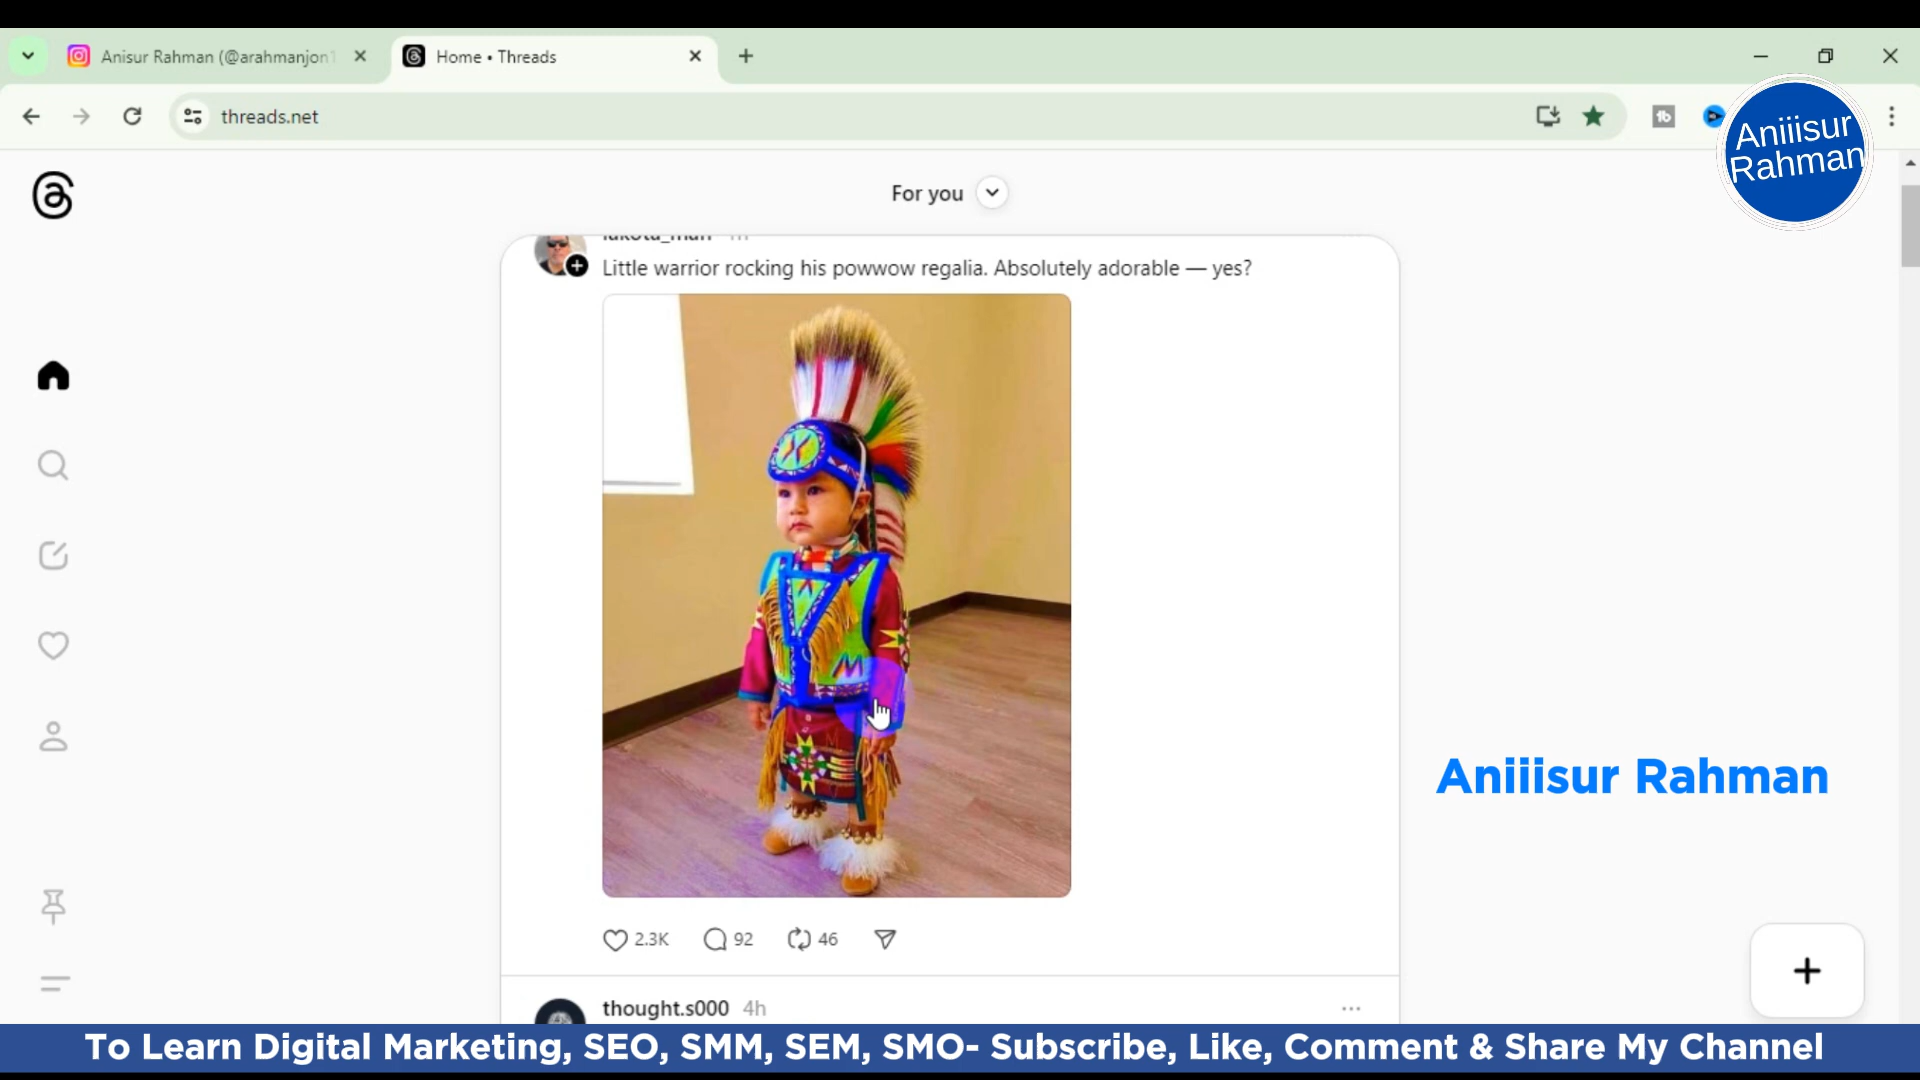 Anisur Rahman (@arahmanjon1
Home • Threads
threads.net
Aniiisur
Rahman
For you
Little warrior rocking his powwow regalia. Absolutely adorable — yes?
2.3K 92 46
Aniiisur Rahman
thought.s000 4h
To Learn Digital Marketing, SEO, SMM, SEM, SMO- Subscribe, Like, Comment & Share My Channel